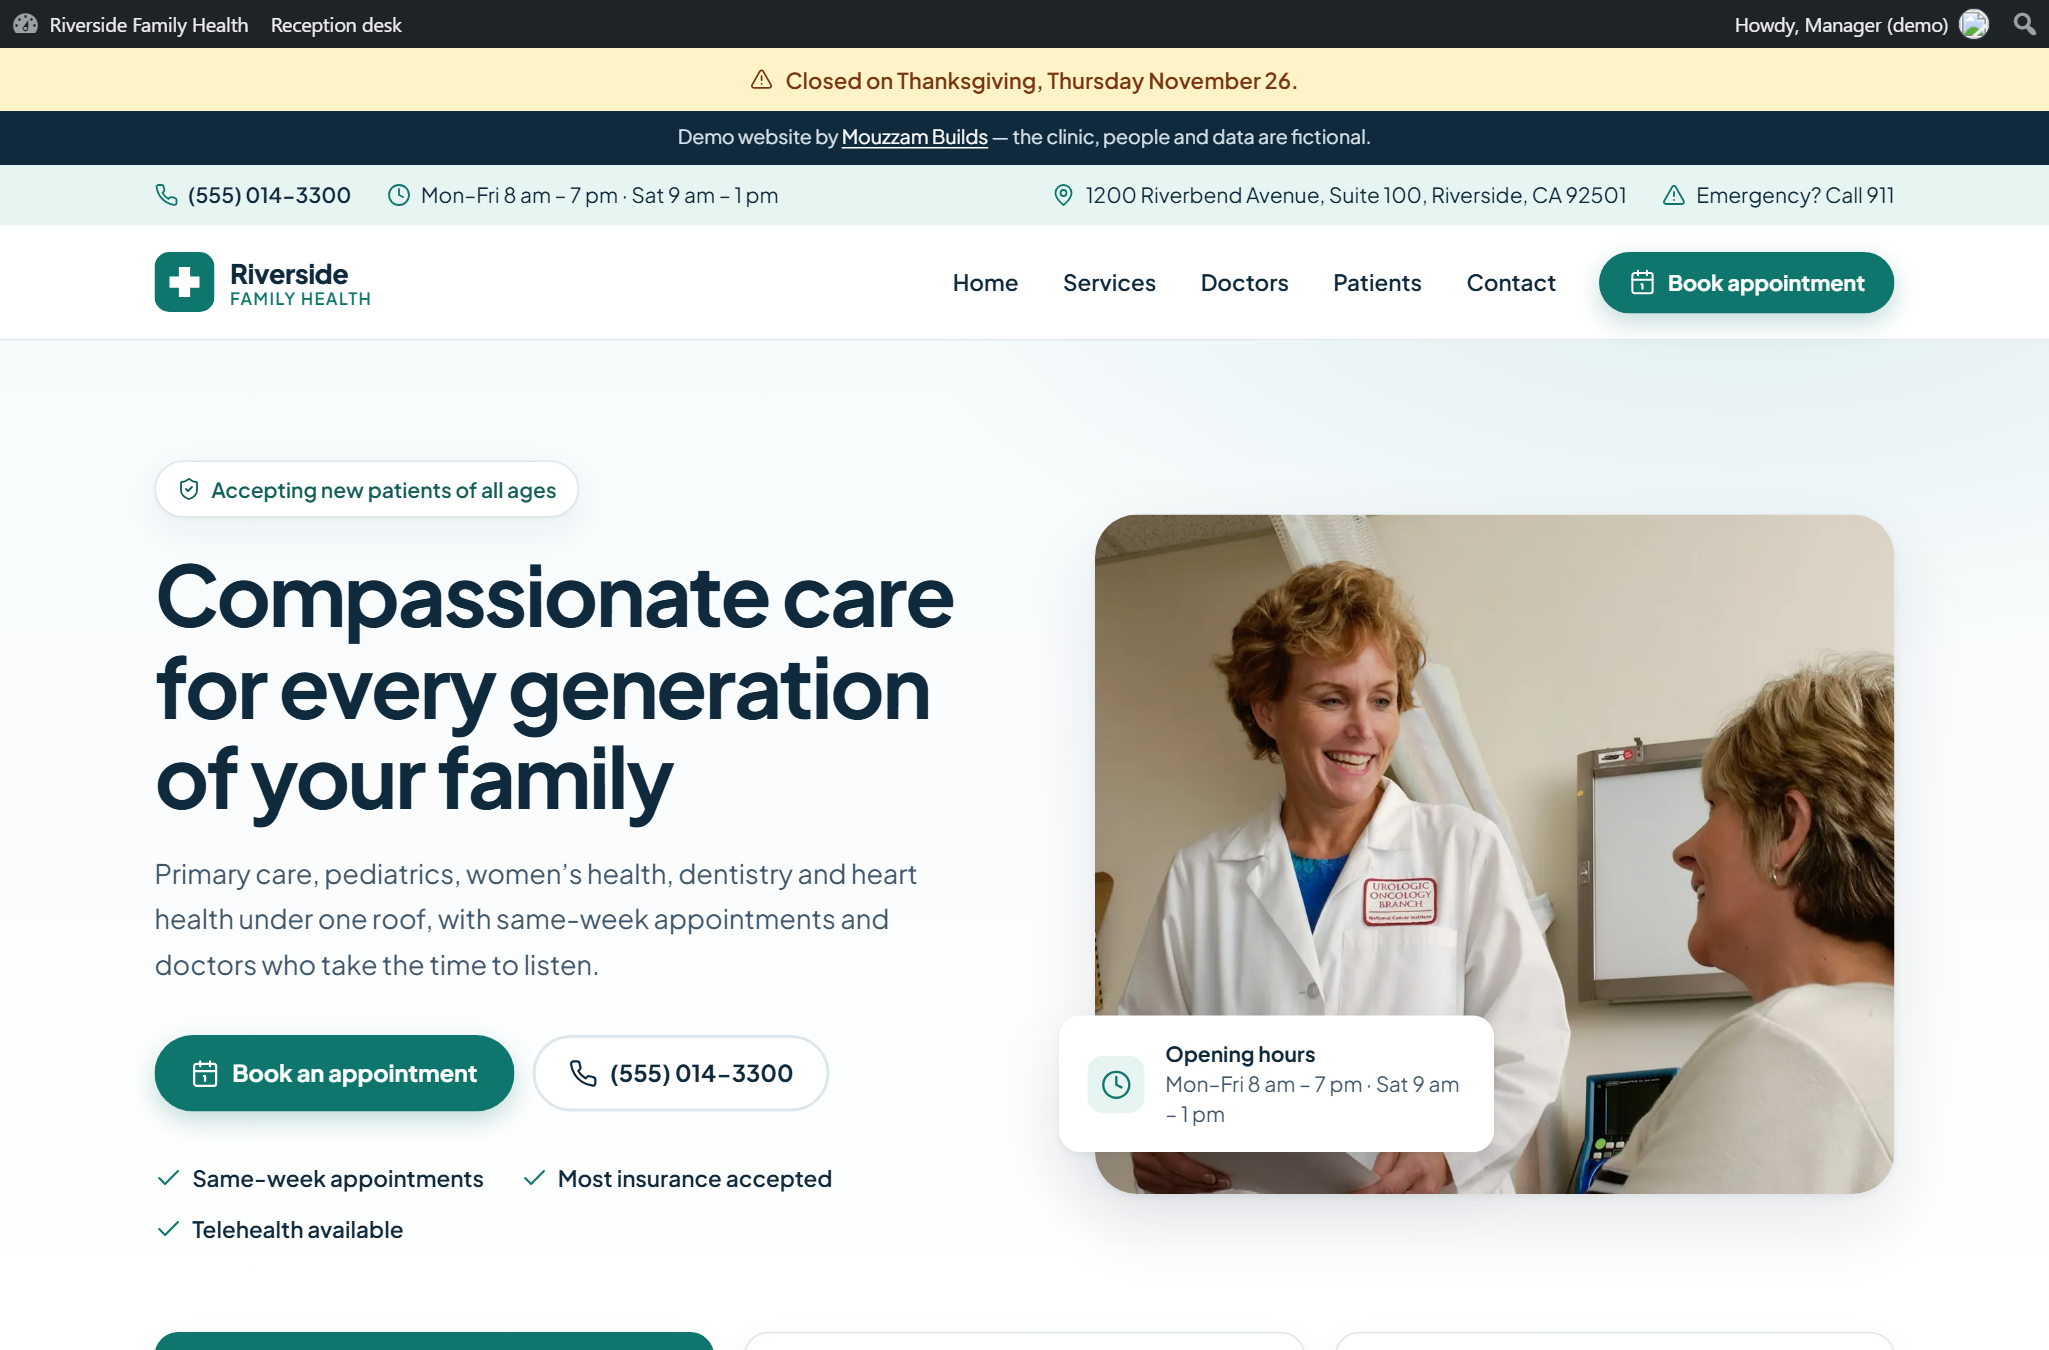 Riverside Family Health Reception desk Howdy, Manager (demo)
Closed on Thanksgiving, Thursday November 26.
Demo website by Mouzzam Builds — the clinic, people and data are fictional.
(555) 014-3300 Mon–Fri 8 am – 7 pm · Sat 9 am – 1 pm 1200 Riverbend Avenue, Suite 100, Riverside, CA 92501 Emergency? Call 911
Riverside
FAMILY HEALTH
Home Services Doctors Patients Contact Book appointment
Accepting new patients of all ages
Compassionate care
for every generation
of your family
Primary care, pediatrics, women’s health, dentistry and heart
health under one roof, with same-week appointments and
doctors who take the time to listen.
Book an appointment (555) 014-3300
Same-week appointments Most insurance accepted
Telehealth available
UROLOGIC
ONCOLOGY
BRANCH
National Cancer Institute
Opening hours
Mon–Fri 8 am – 7 pm · Sat 9 am
– 1 pm